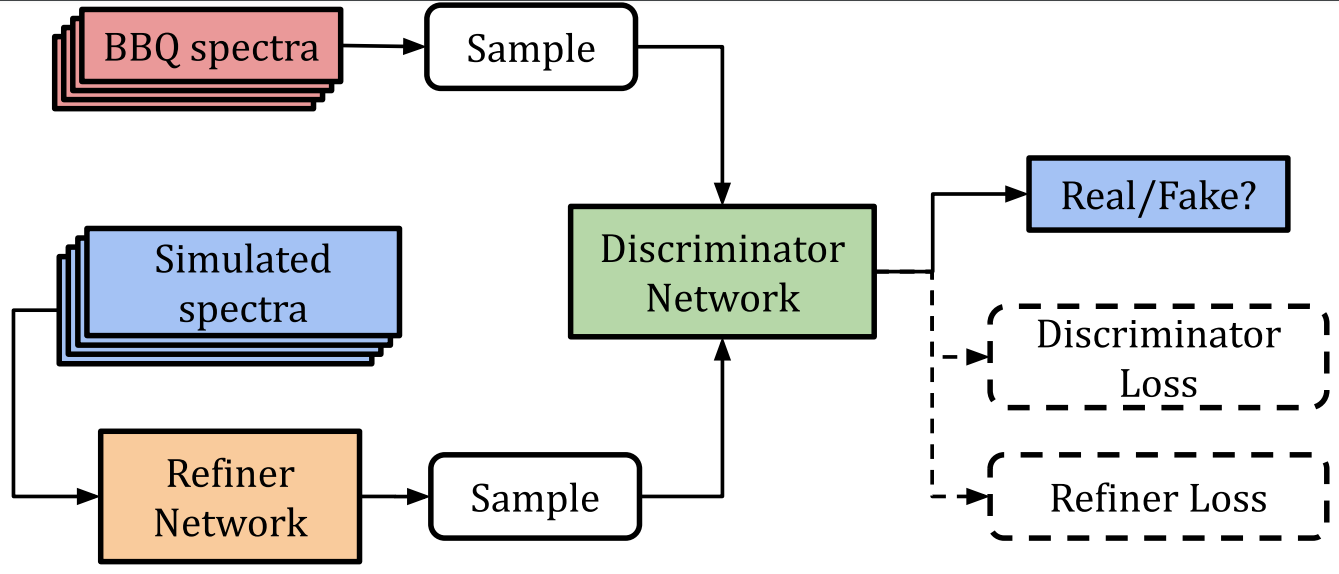 BBQ spectra
Sample
Real/Fake?
Simulated
spectra
Discriminator
Network
Discriminator
Loss
Refiner
Network
Sample
Refiner Loss